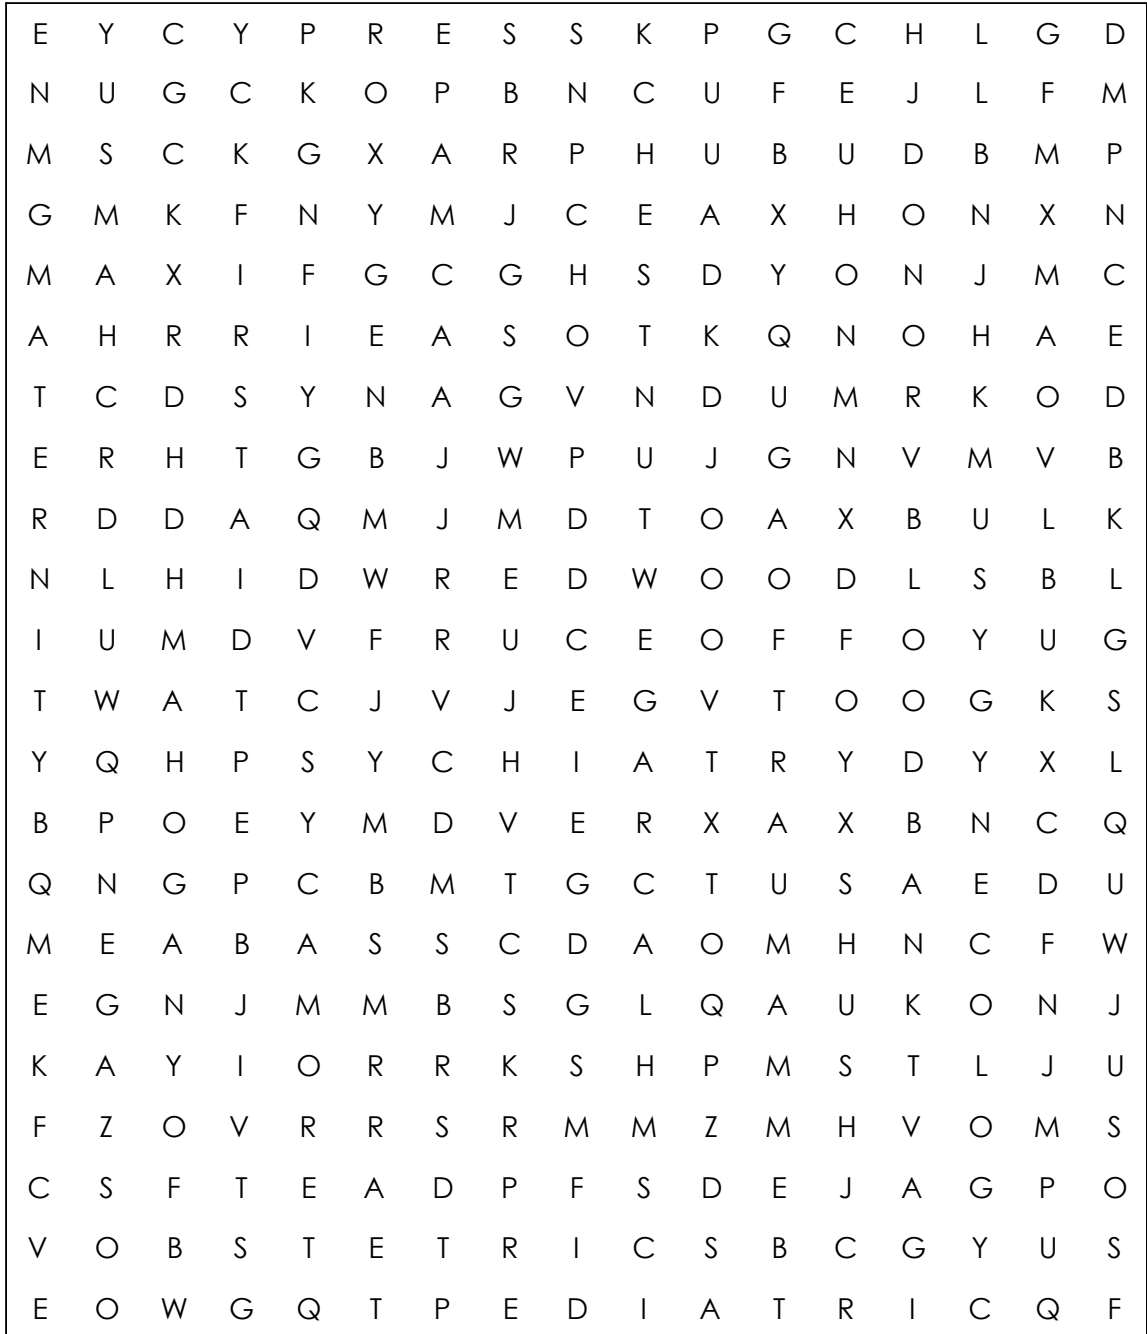 E Y C Y P R E S S K P G C H L G D
N U G C K O P B N C U F E J L F M
M S C K G X A R P H U B U D B M P
G M K F N Y M J C E A X H O N X N
M A X I F G C G H S D Y O N J M C
A H R R I E A S O T K Q N O H A E
T C D S Y N A G V N D U M R K O D
E R H T G B J W P U J G N V M V B
R D D A Q M J M D T O A X B U L K
N L H I D W R E D W O O D L S B L
I U M D V F R U C E O F F O Y U G
T W A T C J V J E G V T O O G K S
Y Q H P S Y C H I A T R Y D Y X L
B P O E Y M D V E R X A X B N C Q
Q N G P C B M T G C T U S A E D U
M E A B A S S C D A O M H N C F W
E G N J M M B S G L Q A U K O N J
K A Y I O R R K S H P M S T L J U
F Z O V R R S R M M Z M H V O M S
C S F T E A D P F S D E J A G P O
V O B S T E T R I C S B C G Y U S
E O W G Q T P E D I A T R I C Q F